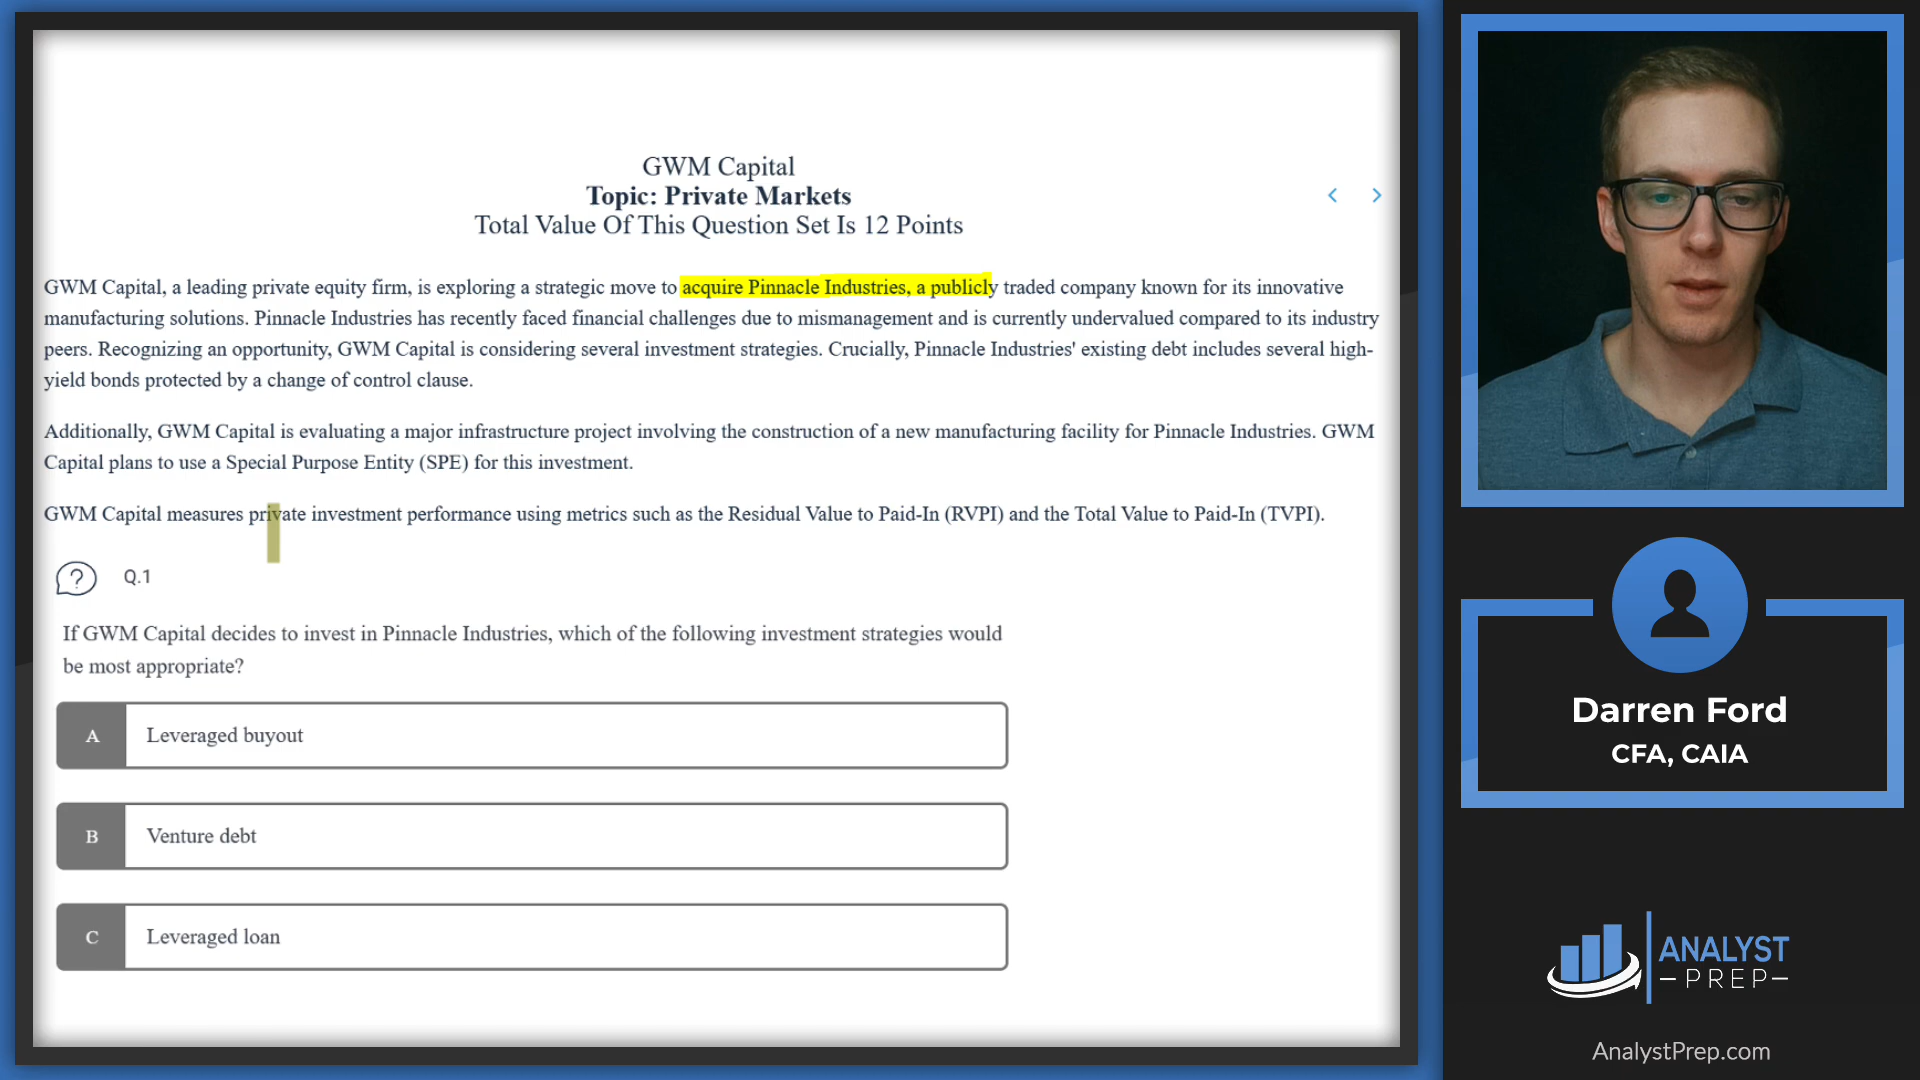 GWM Capital
Topic: Private Markets
Total Value Of This Question Set Is 12 Points
GWM Capital, a leading private equity firm, is exploring a strategic move to acquire Pinnacle Industries, a publicly traded company known for its innovative
manufacturing solutions. Pinnacle Industries has recently faced financial challenges due to mismanagement and is currently undervalued compared to its industry
peers. Recognizing an opportunity, GWM Capital is considering several investment strategies. Crucially, Pinnacle Industries' existing debt includes several high-
yield bonds protected by a change of control clause.
Additionally, GWM Capital is evaluating a major infrastructure project involving the construction of a new manufacturing facility for Pinnacle Industries. GWM
Capital plans to use a Special Purpose Entity (SPE) for this investment.
GWM Capital measures private investment performance using metrics such as the Residual Value to Paid-In (RVPI) and the Total Value to Paid-In (TVPI).
? Q.1
If GWM Capital decides to invest in Pinnacle Industries, which of the following investment strategies would
be most appropriate?
A Leveraged buyout
B Venture debt
C Leveraged loan
Darren Ford
CFA, CAIA
ANALYST
PREP
AnalystPrep.com